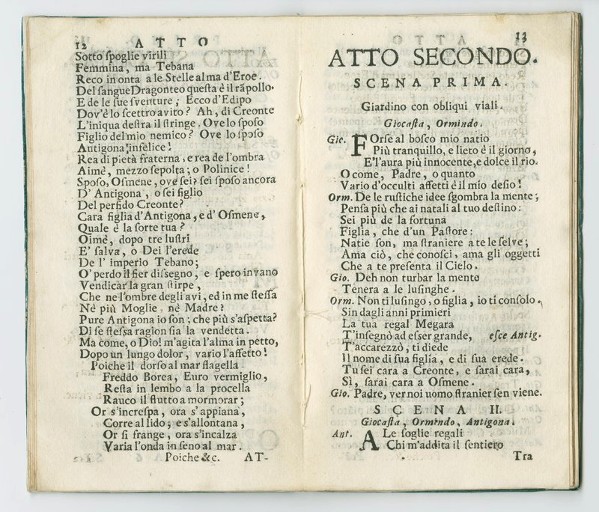 12 ATTO
Sotto spoglie virili
Femmina, ma Tebana
Reco in onta a le Stelle alma d'Eroe.
Del sangue Dragonteo questa è il rapollo.
E de le sue sventure; Ecco d'Edipo
Dov'è lo scettro avito? Ah, di Creonte
L'iniqua destra il stringe. Ove lo sposo
Figlio del mio nemico? Ove lo sposo
Antigona infelice!
Rea di pietà fraterna, e rea de l'ombra
Aimè, mezzo sepolta; o Polinice!
Sposo, Osmene, ove sei? sei sposo ancora
D' Antigona, o sei figlio
Del perfido Creonte?
Cara figlia d'Antigona, e d' Osmene,
Quale è la sorte tua?
Oimè, dopo tre lustri
E' salva, o Dei l'erede
De l' imperio Tebano;
O' perdo il fier disegno, e spero invano
Vendicar la gran stirpe,
Che ne l'ombre degli avi, ed in me stessa
Nè più Moglie, nè Madre?
Pure Antigona io son: che più s'aspetta?
Di se stessa ragion sia la vendetta.
Ma come, o Dio! m'agita l'alma in petto,
Dopo un lungo dolor, vario l'affetto!
Poiche il dorso al mar flagella
Freddo Borea, Euro vermiglio,
Resta in lembo a la procella
Rauco il flutto a mormorar;
Or s'increspa, ora s'appiana,
Corre al lido; e s'allontana,
Or si frange, ora s'incalza
Varia l'onda in seno al mar.
Poiche &c. AT-
13
ATTO SECONDO.
SCENA PRIMA.
Giardino con obliqui viali.
Giocasta, Ormindo.
Gio. FOrse al bosco mio natio
Più tranquillo, e lieto è il giorno,
E l'aura più innocente, e dolce il rio.
O come, Padre, o quanto
Vario d'occulti affetti è il mio desio!
Orm. De le rustiche idee sgombra la mente;
Pensa più che ai natali al tuo destino:
Sei più de la fortuna
Figlia, che d'un Pastore:
Natie son, ma straniere a te le selve;
Ama ciò, che conosci, ama gli oggetti
Che a te presenta il Cielo.
Gio. Deh non turbar la mente
Tenera a le lusinghe.
Orm. Non ti lusingo, o figlia, io ti consolo.
Sin dagli anni primieri
La tua regal Megara
T'insegnò ad esser grande, esce Antig.
T'accarezzò, ti diede
Il nome di sua figlia, e di sua erede.
Tu sei cara a Creonte, e sarai cara,
Sì, sarai cara a Osmene.
Gio. Padre, ver noi uomo stranier sen viene.
SCENA II.
Giocasta, Ormindo, Antigona.
Ant. A Le soglie regali
Chi m'addita il sentiero
Tra